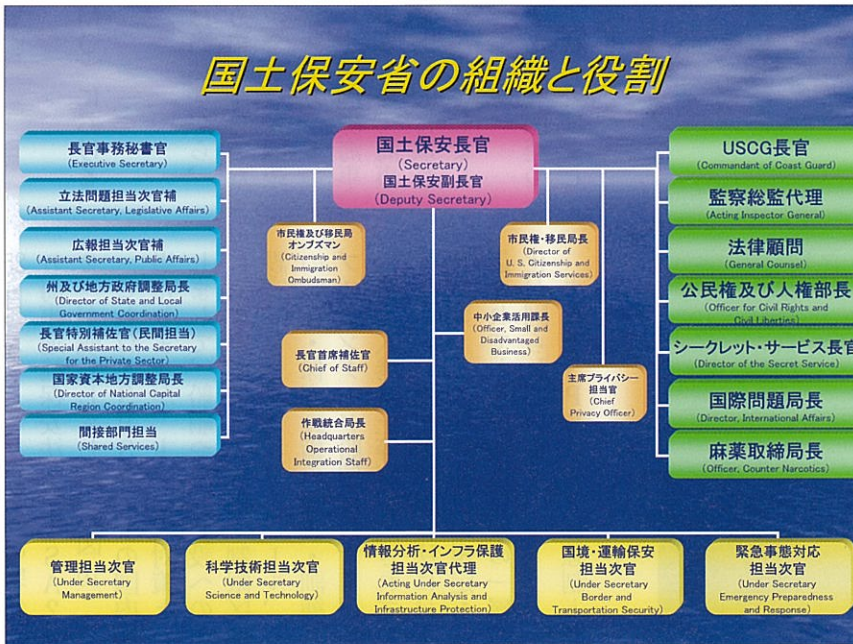 国土保安省の組織と役割
国土保安長官
(Secretary)
国土保安副長官
(Deputy Secretary)
長官事務秘書官
(Executive Secretary)
立法問題担当次官補
(Assistant Secretary, Legislative Affairs)
広報担当次官補
(Assistant Secretary, Public Affairs)
州及び地方政府調整局長
(Director of State and Local
Government Coordination)
長官特別補佐官(民間担当)
(Special Assistant to the Secretary
for the Private Sector)
国家資本地方調整局長
(Director of National Capital
Region Coordination)
間接部門担当
(Shared Services)
市民権及び移民局
オンブズマン
(Citizenship and
Immigration
Ombudsman)
長官首席補佐官
(Chief of Staff)
作戦統合局長
(Headquarters
Operational
Integration Staff)
市民権・移民局長
(Director of
U. S. Citizenship and
Immigration Services)
中小企業活用課長
(Officer, Small and
Disadvantaged
Business)
主席プライバシー
担当官
(Chief
Privacy Officer)
USCG長官
(Commandant of Coast Guard)
監察総監代理
(Acting Inspector General)
法律顧問
(General Counsel)
公民権及び人権部長
(Officer for Civil Rights and
Civil Liberties)
シークレット・サービス長官
(Director of the Secret Service)
国際問題局長
(Director, International Affairs)
麻薬取締局長
(Officer, Counter Narcotics)
管理担当次官
(Under Secretary
Management)
科学技術担当次官
(Under Secretary
Science and Technology)
情報分析・インフラ保護
担当次官代理
(Acting Under Secretary
Information Analysis and
Infrastructure Protection)
国境・運輸保安
担当次官
(Under Secretary
Border and
Transportation Security)
緊急事態対応
担当次官
(Under Secretary
Emergency Preparedness
and Response)